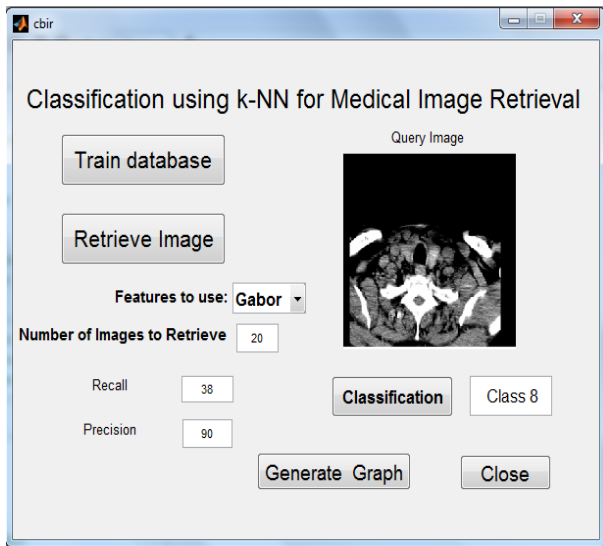 cbir
Classification using k-NN for Medical Image Retrieval
Query Image
Train database
Retrieve Image
Features to use: Gabor
Number of Images to Retrieve 20
Recall 38
Classification Class 8
Precision 90
Generate Graph Close